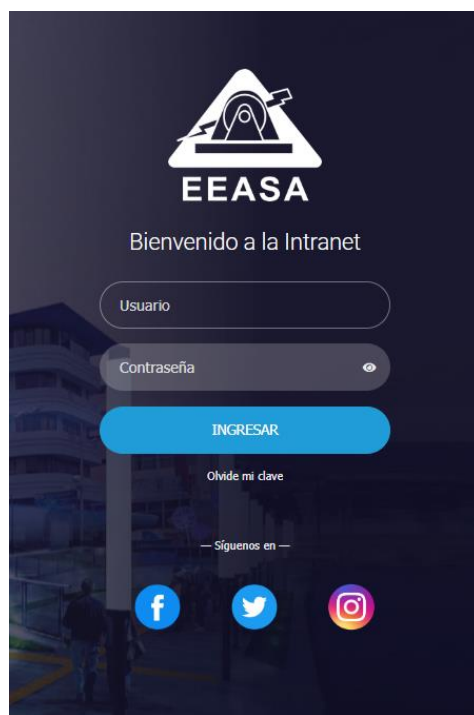 EEASA
Bienvenido a la Intranet
Usuario
Contraseña
INGRESAR
Olvide mi clave
— Síguenos en —